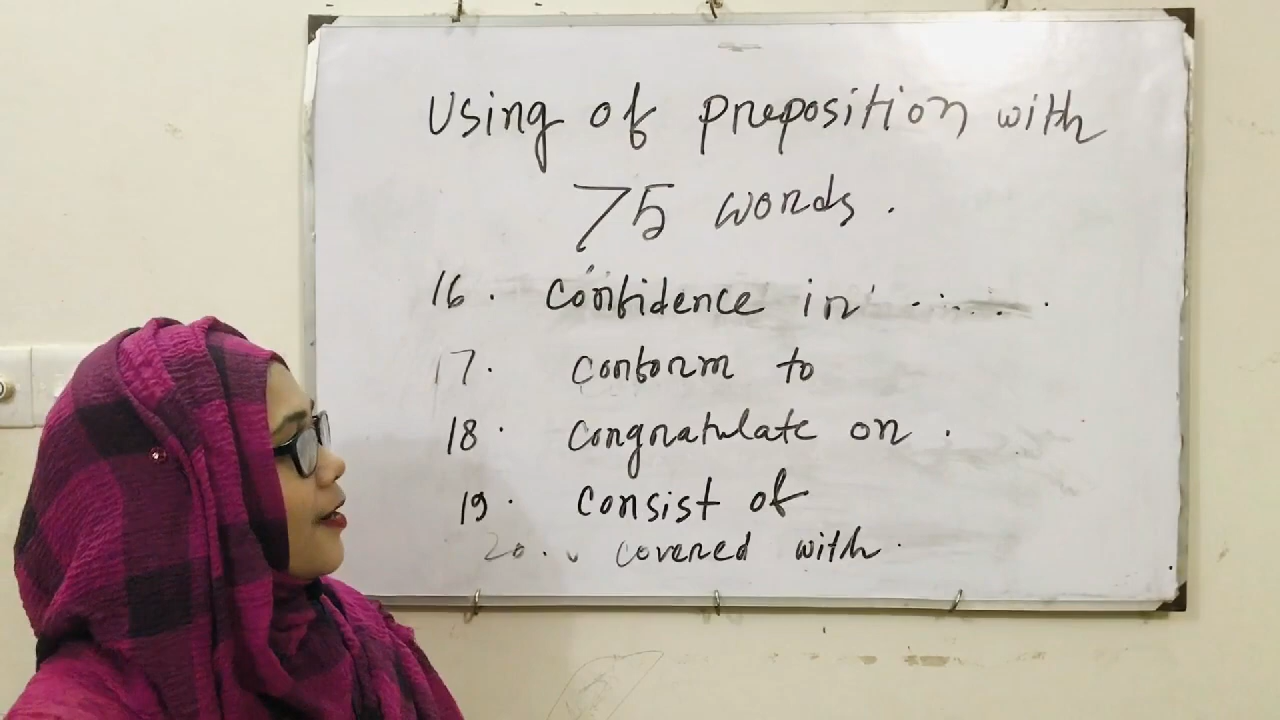 Using of preposition with
75 words.
16. Confidence in .......
17. Conform to
18. Congratulate on.
19. Consist of
20. covered with.